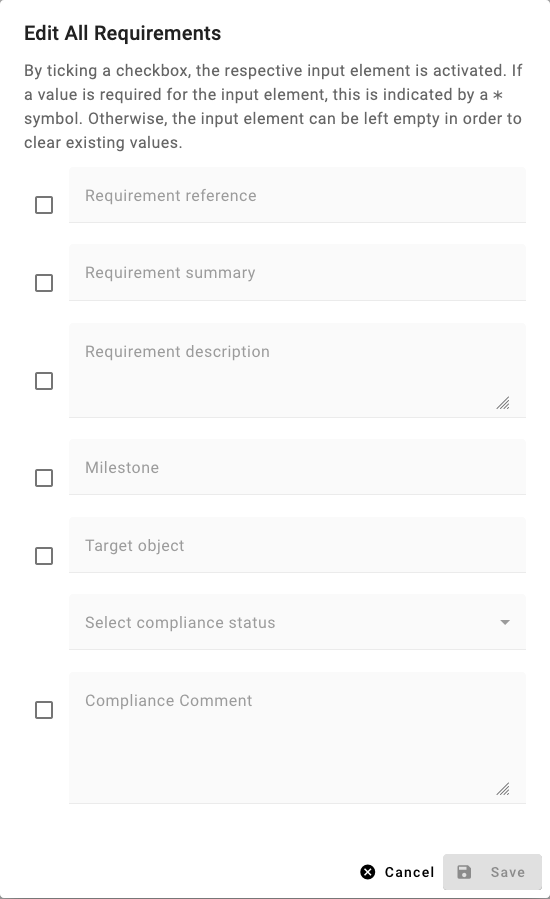 Edit All Requirements
By ticking a checkbox, the respective input element is activated. If
a value is required for the input element, this is indicated by a *
symbol. Otherwise, the input element can be left empty in order to
clear existing values.
Requirement reference
Requirement summary
Requirement description
Milestone
Target object
Select compliance status
Compliance Comment
Cancel
Save